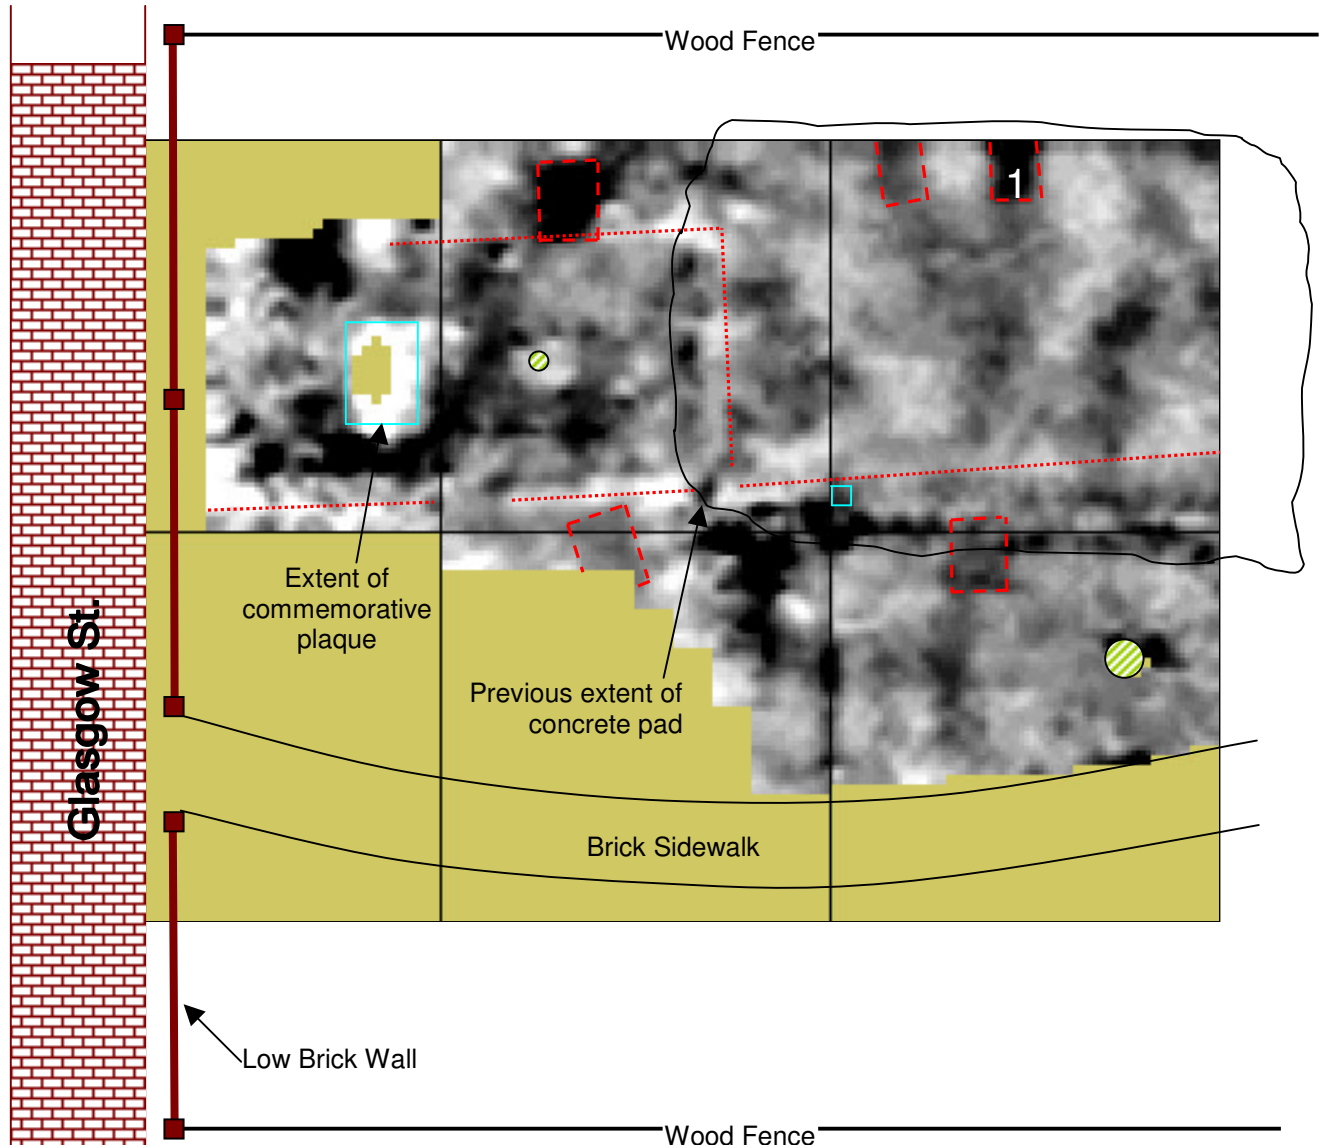 Wood Fence
1
Extent of
commemorative
plaque
Glasgow St.
Previous extent of
concrete pad
Brick Sidewalk
Low Brick Wall
Wood Fence